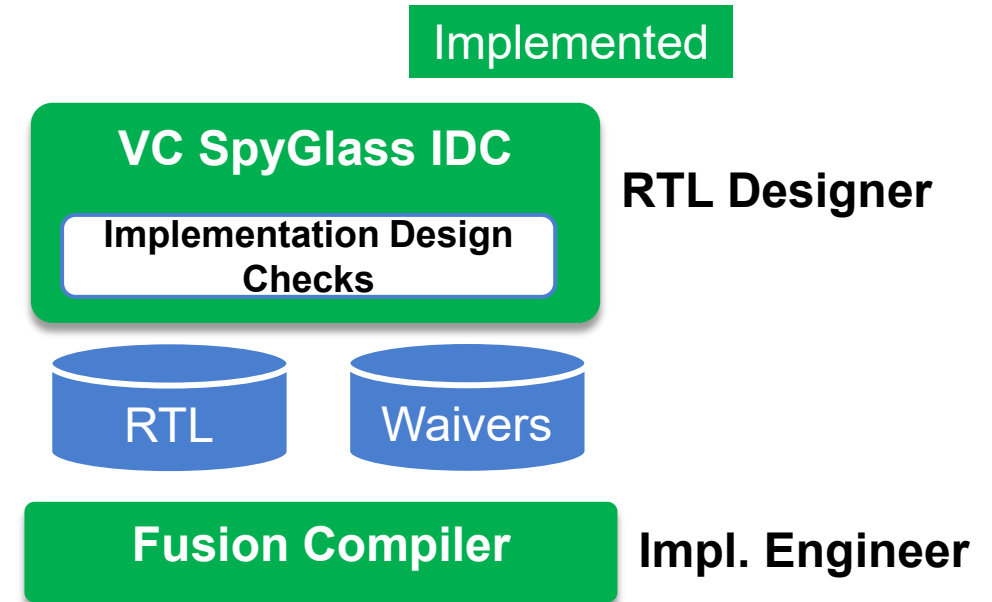 Implemented
VC SpyGlass IDC
Implementation Design
Checks
RTL Designer
RTL
Waivers
Fusion Compiler
Impl. Engineer